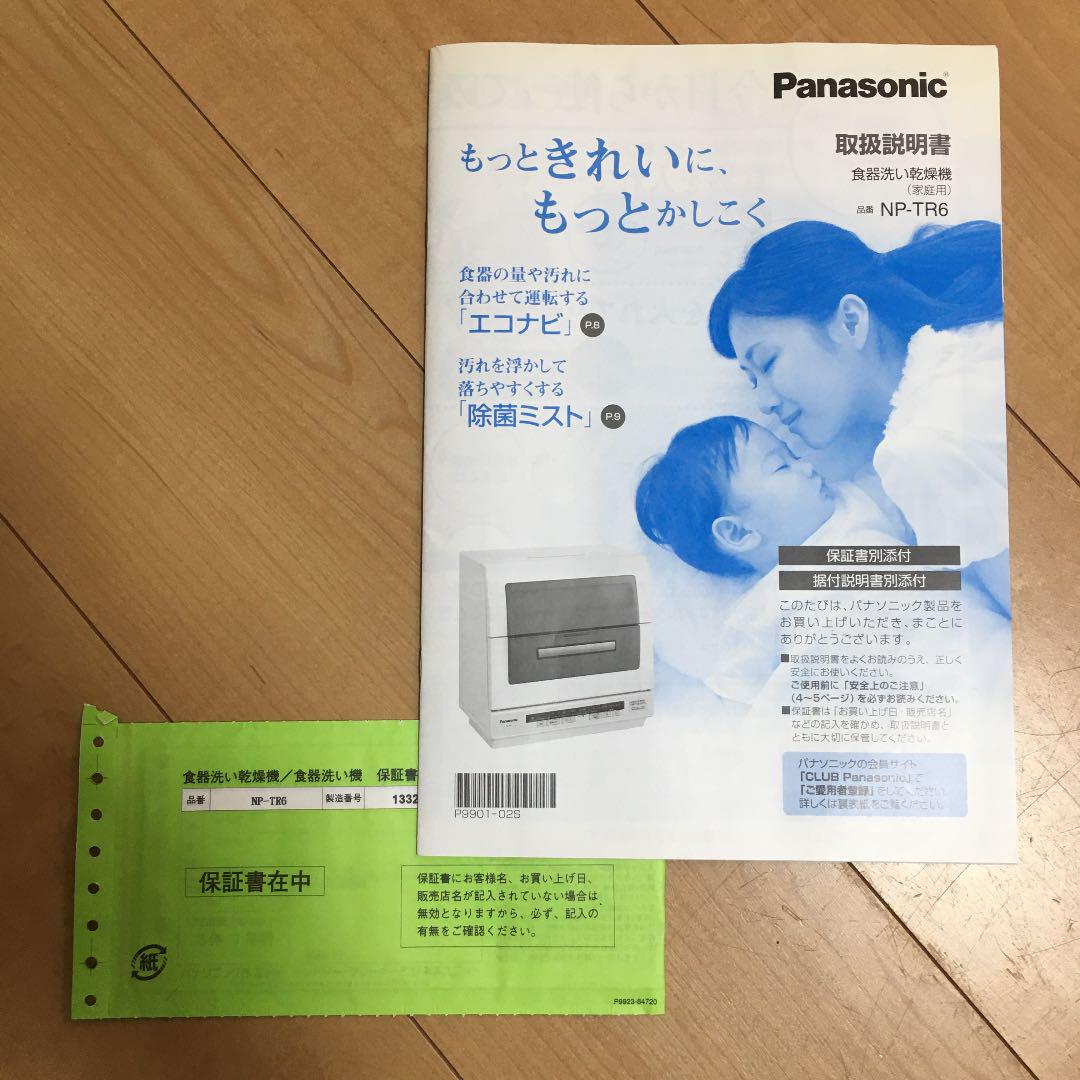 Panasonic®
取扱説明書
食器洗い乾燥機
（家庭用）
品番 NP-TR6
もっときれいに、
もっとかしこく
食器の量や汚れに
合わせて運転する
「エコナビ」 P.8
汚れを浮かして
落ちやすくする
「除菌ミスト」 P.9
Panasonic
保証書別添付
据付説明書別添付
このたびは、パナソニック製品を
お買い上げいただき、まことに
ありがとうございます。
■取扱説明書をよくお読みのうえ、正しく
安全にお使いください。
ご使用前に「安全上のご注意」
（4～5ページ）を必ずお読みください。
■保証書は「お買い上げ日・販売店名」
などの記入を確かめ、取扱説明書と
ともに大切に保管してください。
パナソニックの会員サイト
「CLUB Panasonic」で
「ご愛用者登録」をしてください
詳しくは裏表紙をご覧ください
P9901-02S
食器洗い乾燥機／食器洗い機 保証書
品番 NP-TR6 製造番号 1332
保証書在中
保証書にお客様名、お買い上げ日、
販売店名が記入されていない場合は
無効となりますから、必ず、記入の
有無をご確認ください。
紙
P9923-64720